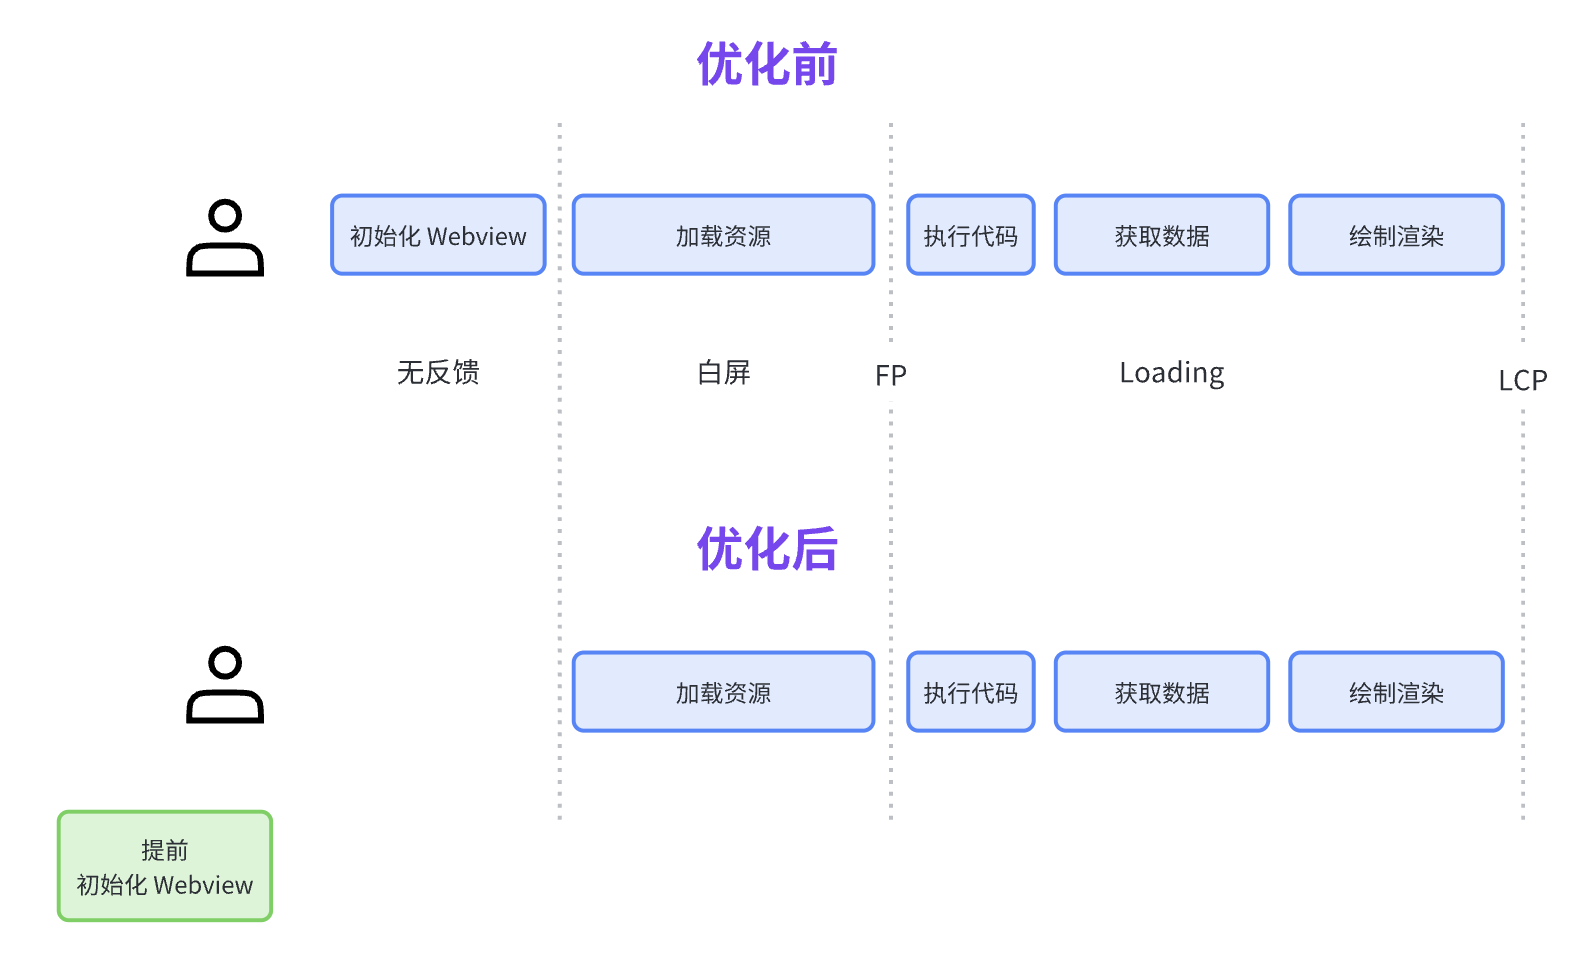 优化前
初始化 Webview
加载资源
执行代码
获取数据
绘制渲染
无反馈
白屏
FP
Loading
LCP
优化后
加载资源
执行代码
获取数据
绘制渲染
提前
初始化 Webview